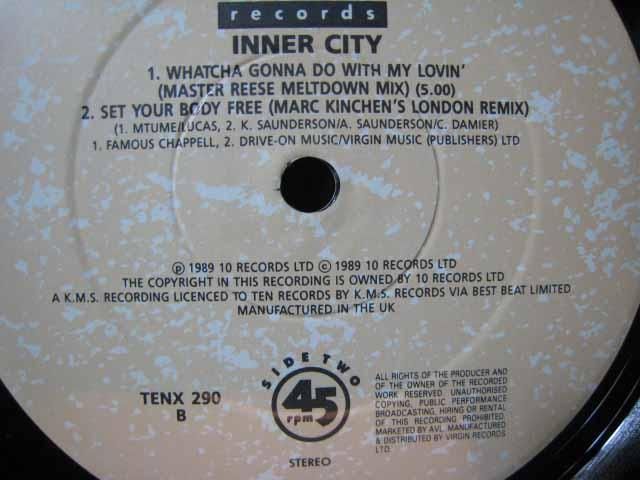 records
INNER CITY
1. WHATCHA GONNA DO WITH MY LOVIN'
(MASTER REESE MELTDOWN MIX) (5.00)
2. SET YOUR BODY FREE (MARC KINCHEN'S LONDON REMIX)
(1. MTUME/LUCAS, 2. K. SAUNDERSON/A. SAUNDERSON/C. DAMIER)
1. FAMOUS CHAPPELL, 2. DRIVE-ON MUSIC/VIRGIN MUSIC (PUBLISHERS) LTD
℗ 1989 10 RECORDS LTD © 1989 10 RECORDS LTD
THE COPYRIGHT IN THIS RECORDING IS OWNED BY 10 RECORDS LTD
A K.M.S. RECORDING LICENCED TO TEN RECORDS BY K.M.S. RECORDS VIA BEST BEAT LIMITED
MANUFACTURED IN THE UK
SIDE TWO
45
rpm
STEREO
TENX 290
B
ALL RIGHTS OF THE PRODUCER AND
OF THE OWNER OF THE RECORDED
WORK RESERVED. UNAUTHORISED
COPYING, PUBLIC PERFORMANCE
BROADCASTING, HIRING OR RENTAL
OF THIS RECORDING PROHIBITED
MARKETED BY AVL. MANUFACTURED
& DISTRIBUTED BY VIRGIN RECORDS
LTD.